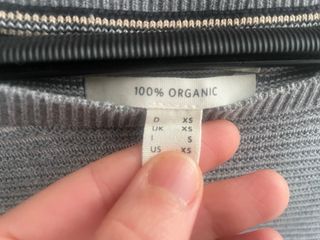 100% ORGANIC
D XS
UK XS
I S
US XS